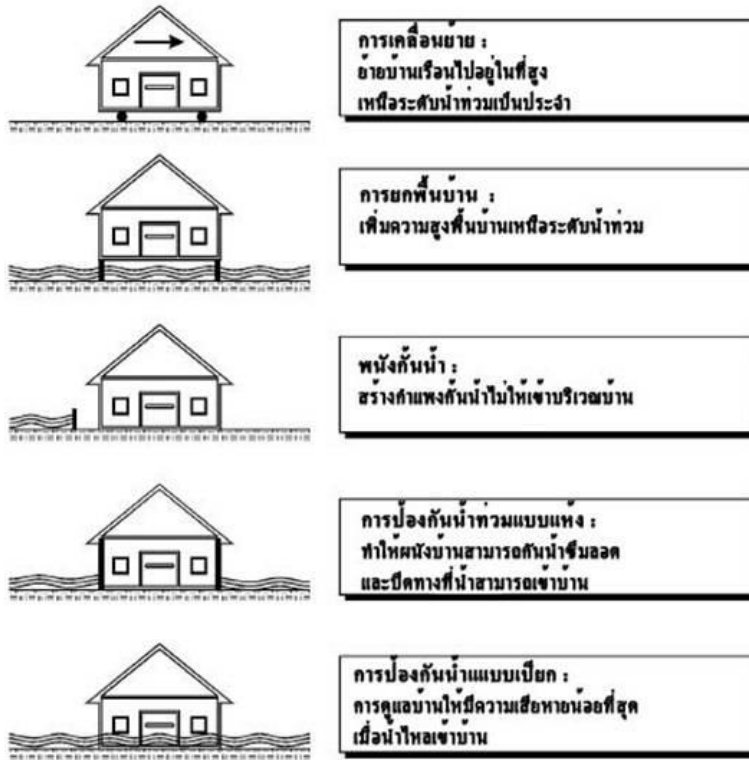 การเคลื่อนย้าย :
ย้ายบ้านเรือนไปอยู่ในที่สูง
เหนือระดับน้ำท่วมเป็นประจำ
การยกพื้นบ้าน :
เพิ่มความสูงพื้นบ้านเหนือระดับน้ำท่วม
พนังกั้นน้ำ :
สร้างกำแพงกันน้ำไม่ให้เข้าบริเวณบ้าน
การป้องกันน้ำท่วมแบบแห้ง :
ทำให้ผนังบ้านสามารถกันน้ำซึมลอด
และปิดทางที่น้ำสามารถเข้าบ้าน
การป้องกันน้ำแแบบเปียก :
การดูแลบ้านให้มีความเสียหายน้อยที่สุด
เมื่อน้ำไหลเข้าบ้าน